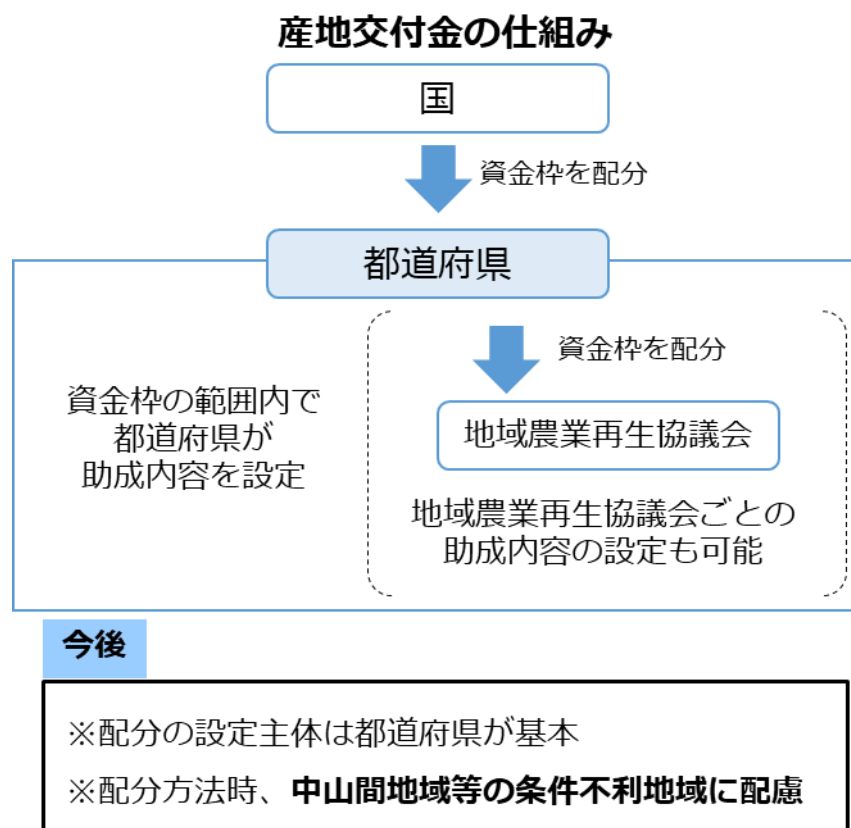 産地交付金の仕組み
国
資金枠を配分
都道府県
資金枠の範囲内で
都道府県が
助成内容を設定
資金枠を配分
地域農業再生協議会
地域農業再生協議会ごとの
助成内容の設定も可能
今後
※配分の設定主体は都道府県が基本
※配分方法時、中山間地域等の条件不利地域に配慮